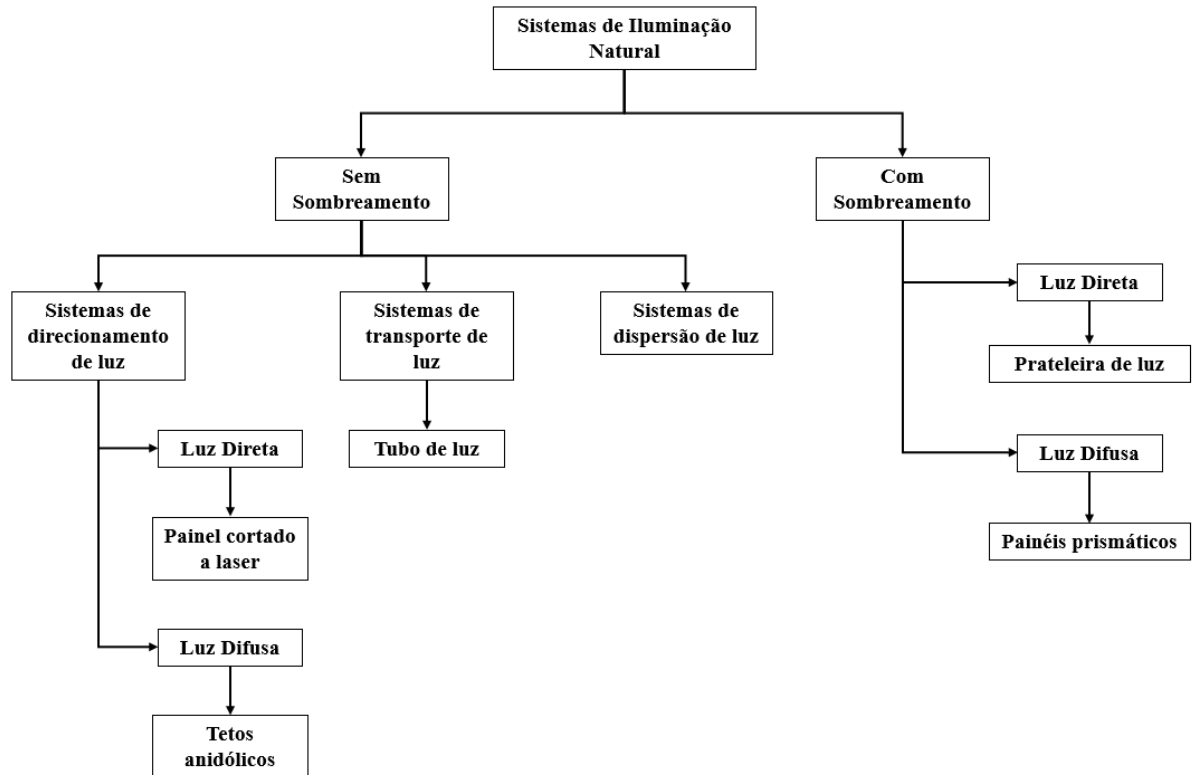 Sistemas de Iluminação
Natural
Sem
Sombreamento
Com
Sombreamento
Sistemas de
direcionamento
de luz
Sistemas de
transporte de
luz
Sistemas de
dispersão de luz
Luz Direta
Prateleira de luz
Luz Direta
Tubo de luz
Luz Difusa
Painel cortado
a laser
Painéis prismáticos
Luz Difusa
Tetos
anidólicos